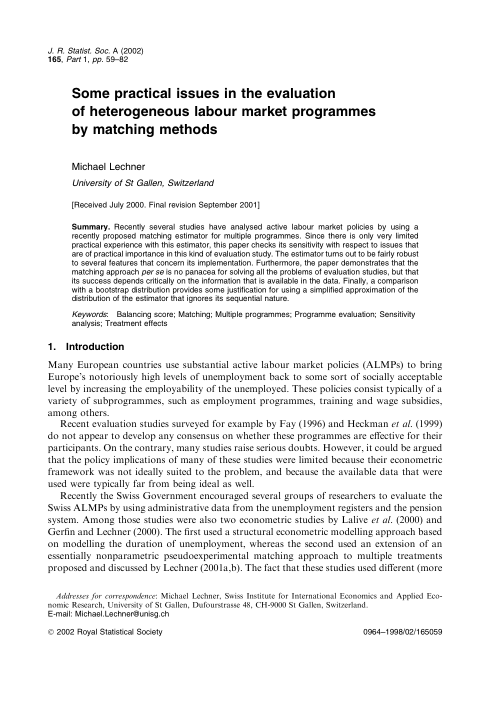 J. R. Statist. Soc. A (2002)
165, Part 1, pp. 59–82
Some practical issues in the evaluation
of heterogeneous labour market programmes
by matching methods
Michael Lechner
University of St Gallen, Switzerland
[Received July 2000. Final revision September 2001]
Summary. Recently several studies have analysed active labour market policies by using a
recently proposed matching estimator for multiple programmes. Since there is only very limited
practical experience with this estimator, this paper checks its sensitivity with respect to issues that
are of practical importance in this kind of evaluation study. The estimator turns out to be fairly robust
to several features that concern its implementation. Furthermore, the paper demonstrates that the
matching approach per se is no panacea for solving all the problems of evaluation studies, but that
its success depends critically on the information that is available in the data. Finally, a comparison
with a bootstrap distribution provides some justification for using a simplified approximation of the
distribution of the estimator that ignores its sequential nature.
Keywords: Balancing score; Matching; Multiple programmes; Programme evaluation; Sensitivity
analysis; Treatment effects
1. Introduction
Many European countries use substantial active labour market policies (ALMPs) to bring
Europe's notoriously high levels of unemployment back to some sort of socially acceptable
level by increasing the employability of the unemployed. These policies consist typically of a
variety of subprogrammes, such as employment programmes, training and wage subsidies,
among others.
Recent evaluation studies surveyed for example by Fay (1996) and Heckman et al. (1999)
do not appear to develop any consensus on whether these programmes are effective for their
participants. On the contrary, many studies raise serious doubts. However, it could be argued
that the policy implications of many of these studies were limited because their econometric
framework was not ideally suited to the problem, and because the available data that were
used were typically far from being ideal as well.
Recently the Swiss Government encouraged several groups of researchers to evaluate the
Swiss ALMPs by using administrative data from the unemployment registers and the pension
system. Among those studies were also two econometric studies by Lalive et al. (2000) and
Gerfin and Lechner (2000). The first used a structural econometric modelling approach based
on modelling the duration of unemployment, whereas the second used an extension of an
essentially nonparametric pseudoexperimental matching approach to multiple treatments
proposed and discussed by Lechner (2001a,b). The fact that these studies used different (more
Addresses for correspondence: Michael Lechner, Swiss Institute for International Economics and Applied Eco-
nomic Research, University of St Gallen, Dufourstrasse 48, CH-9000 St Gallen, Switzerland.
E-mail: Michael.Lechner@unisg.ch
© 2002 Royal Statistical Society 0964–1998/02/165059